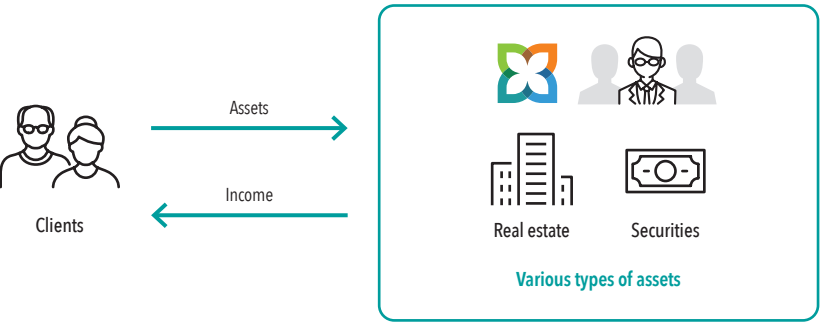 Assets
Income
Clients
Real estate
Securities
Various types of assets